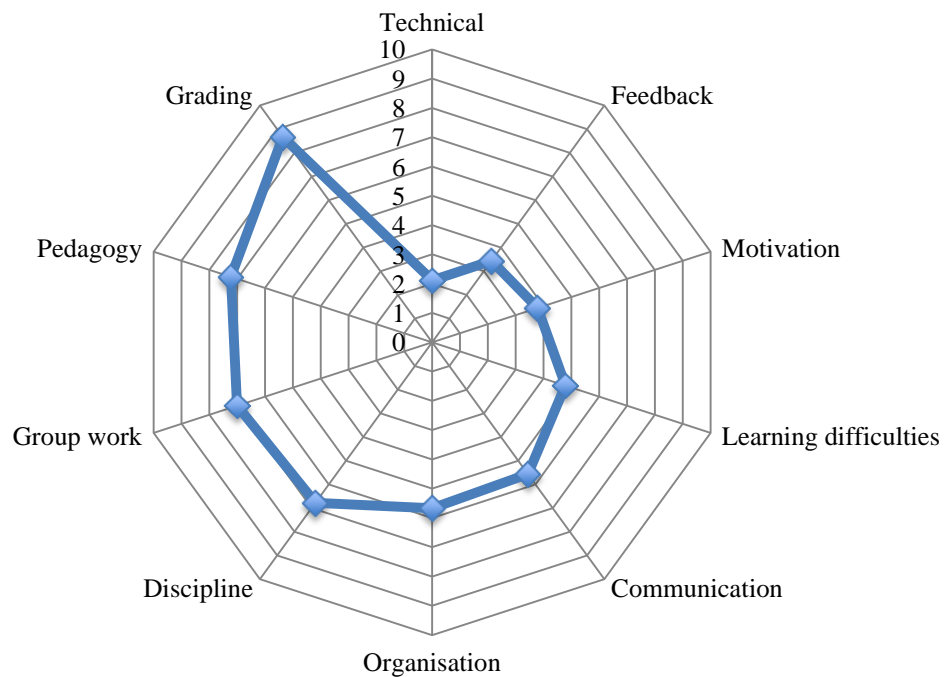 Technical
10
9
8
7
6
5
4
3
2
1
0
Feedback
Motivation
Learning difficulties
Communication
Organisation
Discipline
Group work
Pedagogy
Grading